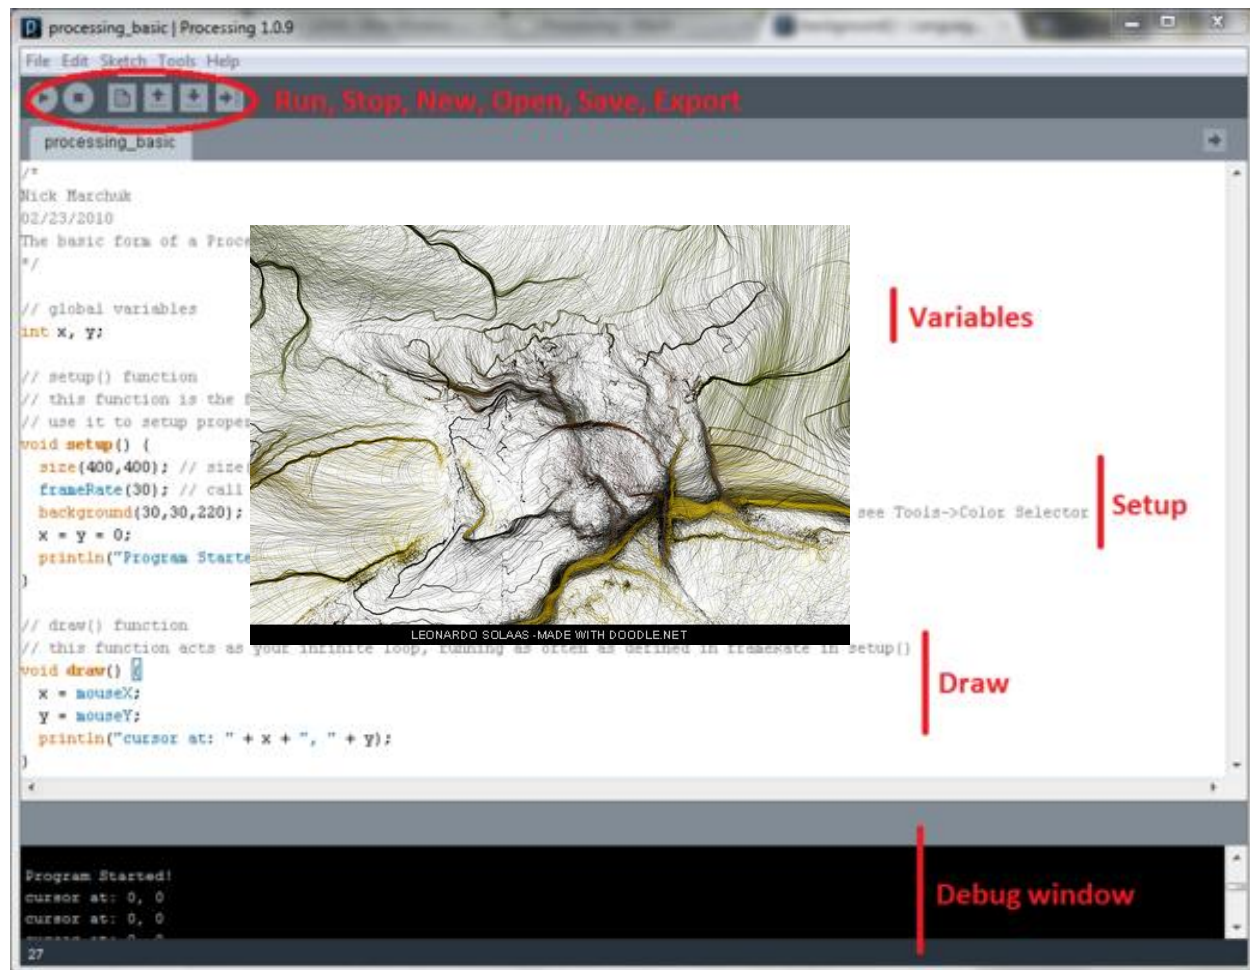 processing_basic | Processing 1.0.9
File Edit Sketch Tools Help
Run, Stop, New, Open, Save, Export
processing_basic
/*
Nick Marchuk
02/23/2010
The basic form of a Proce
*/
// global variables
int x, y;
Variables
// setup() function
// this function is the
// use it to setup proper
void setup() {
size(400,400); // size
frameRate(30); // call
background(30,30,220); see Tools->Color Selector
Setup
x = y = 0;
println("Program Starte
}
LEONARDO SOLAAS -MADE WITH DOODLE.NET
// draw() function
// this function acts as your infinite loop, running as often as defined in frameRate in setup()
void draw() {
x = mouseX;
Draw
y = mouseY;
println("cursor at: " + x + ", " + y);
}
Program Started!
cursor at: 0, 0
Debug window
cursor at: 0, 0
cursor at: 0, 0
27